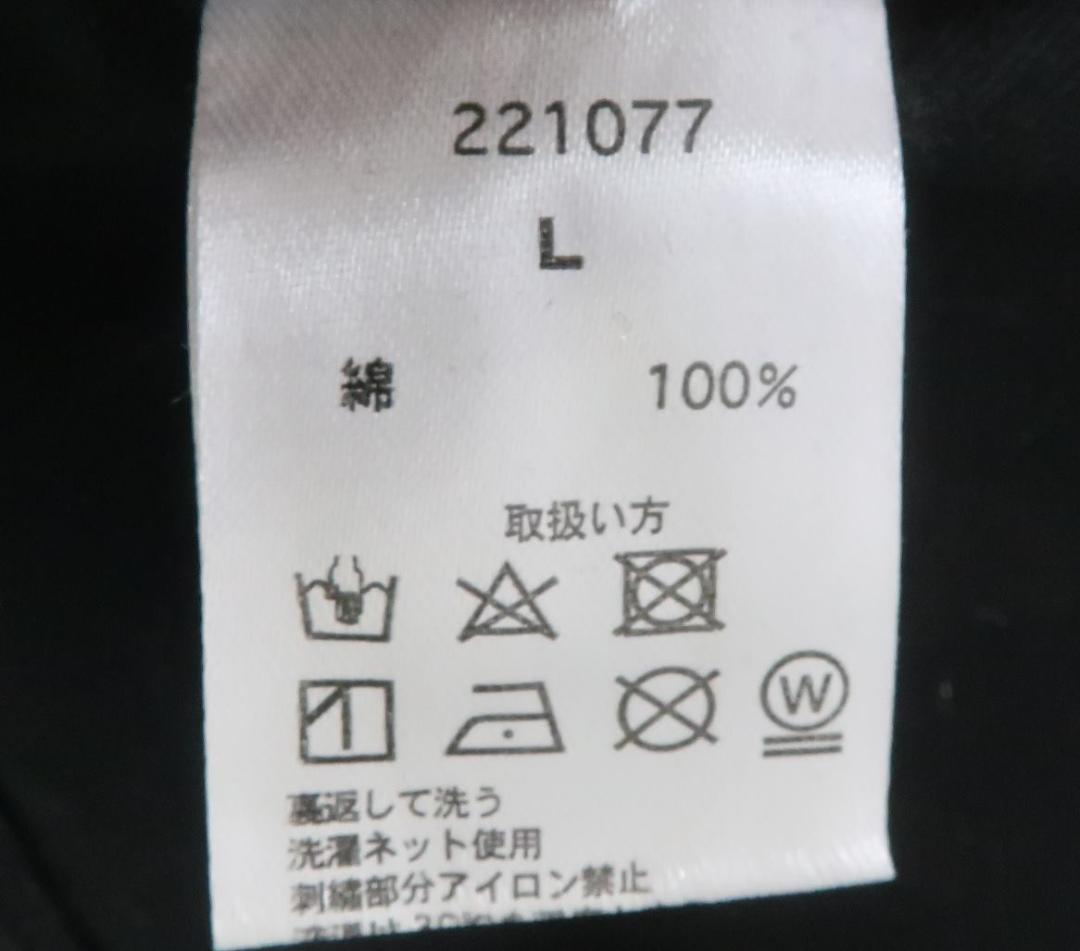 221077
L
綿 100%
取扱い方
W
裏返して洗う
洗濯ネット使用
刺繍部分アイロン禁止